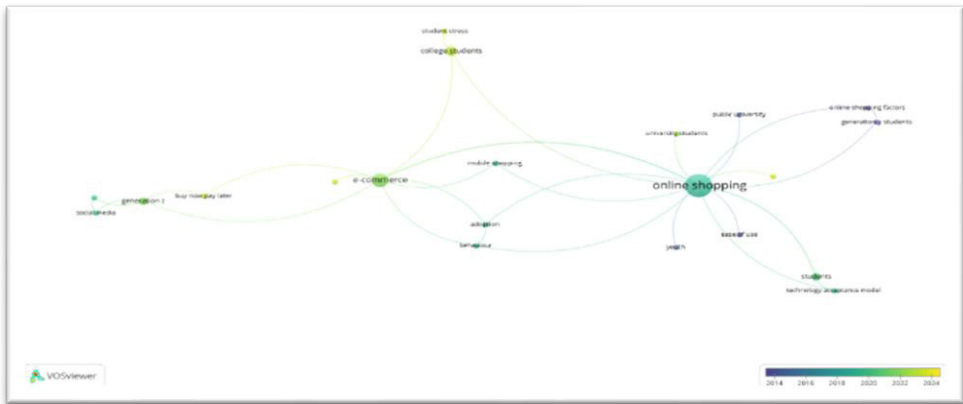 student stress
college students
online shopping factors
public university
generation y students
university students
mobile shopping
e-commerce
online shopping
buy now pay later
generation z
social media
adoption
ease of use
behaviour
youth
students
technology acceptance model
VOSviewer
2014 2016 2018 2020 2022 2024